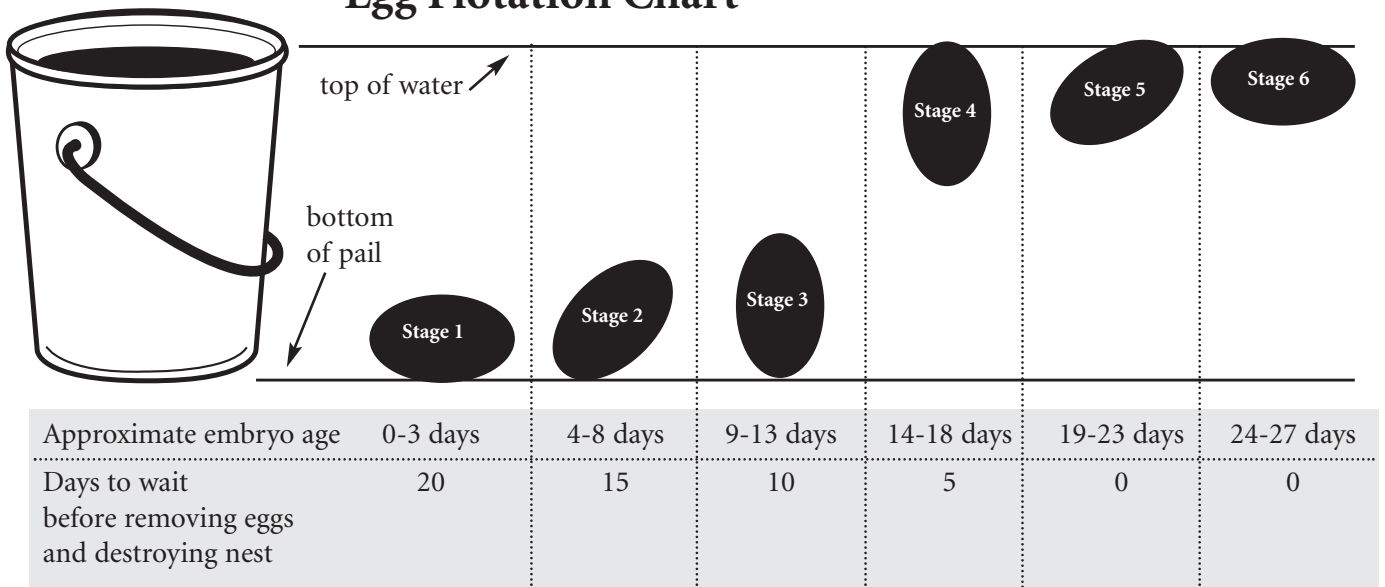 Egg Flotation Chart
top of water
bottom
of pail
Stage 1
Stage 2
Stage 3
Stage 4
Stage 5
Stage 6
Approximate embryo age 0-3 days 4-8 days 9-13 days 14-18 days 19-23 days 24-27 days
Days to wait 20 15 10 5 0 0
before removing eggs
and destroying nest